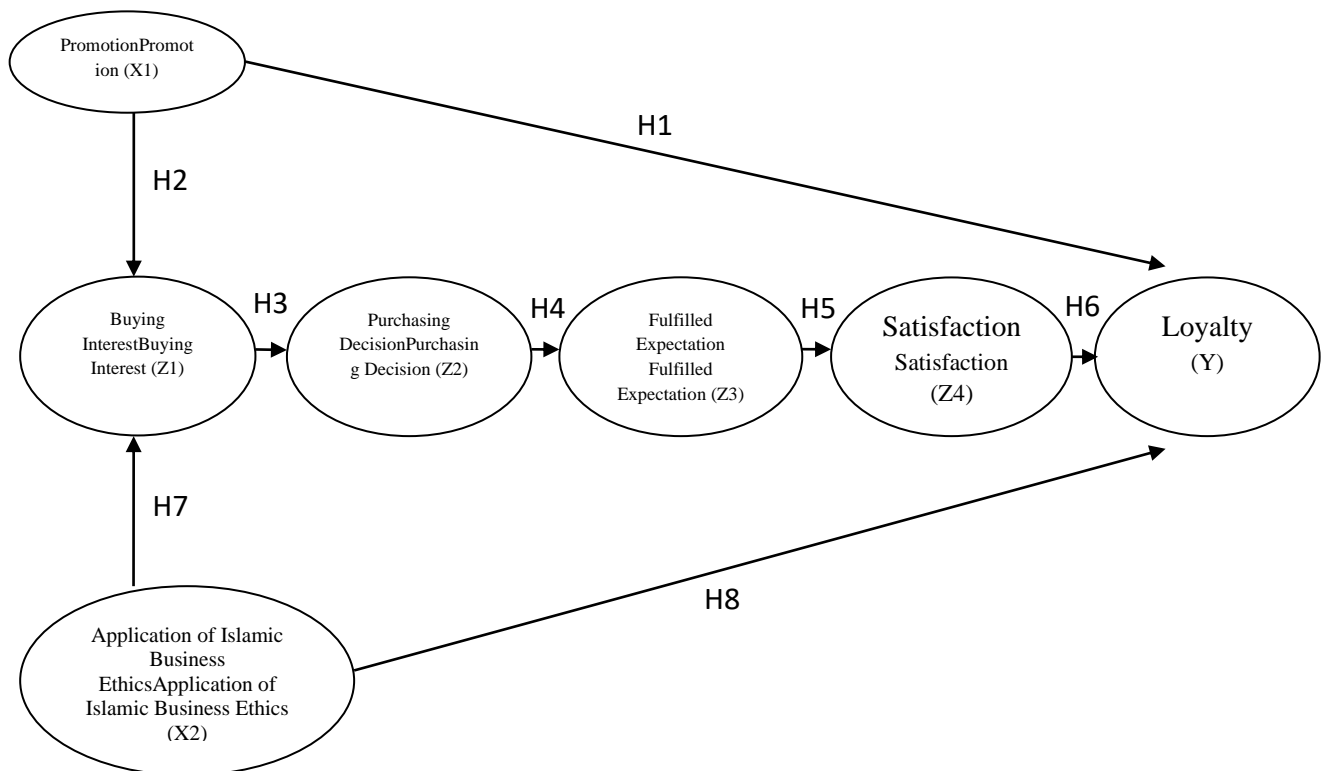 PromotionPromot
ion (X1)
H1
H2
H3
H4
H5
H6
Buying
InterestBuying
Interest (Z1)
Purchasing
DecisionPurchasin
g Decision (Z2)
Fulfilled
Expectation
Fulfilled
Expectation (Z3)
Satisfaction
Satisfaction
(Z4)
Loyalty
(Y)
H7
H8
Application of Islamic
Business
EthicsApplication of
Islamic Business Ethics
(X2)